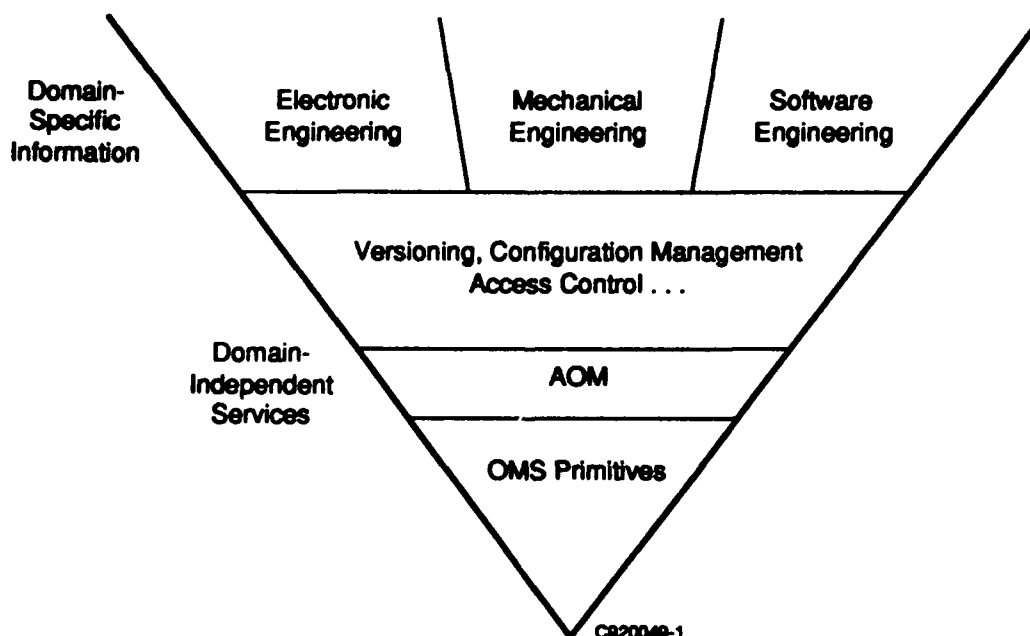 Domain-
Specific
Information
Electronic
Engineering
Mechanical
Engineering
Software
Engineering
Versioning, Configuration Management
Access Control . . .
Domain-
Independent
Services
AOM
OMS Primitives
C920049-1